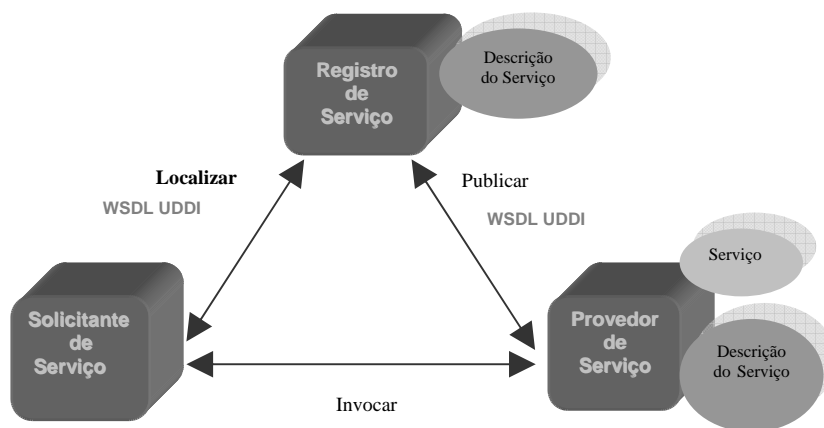 Registro
de
Serviço
Descrição
do Serviço
Localizar
WSDL UDDI
Publicar
WSDL UDDI
Solicitante
de
Serviço
Provedor
de
Serviço
Serviço
Descrição
do Serviço
Invocar